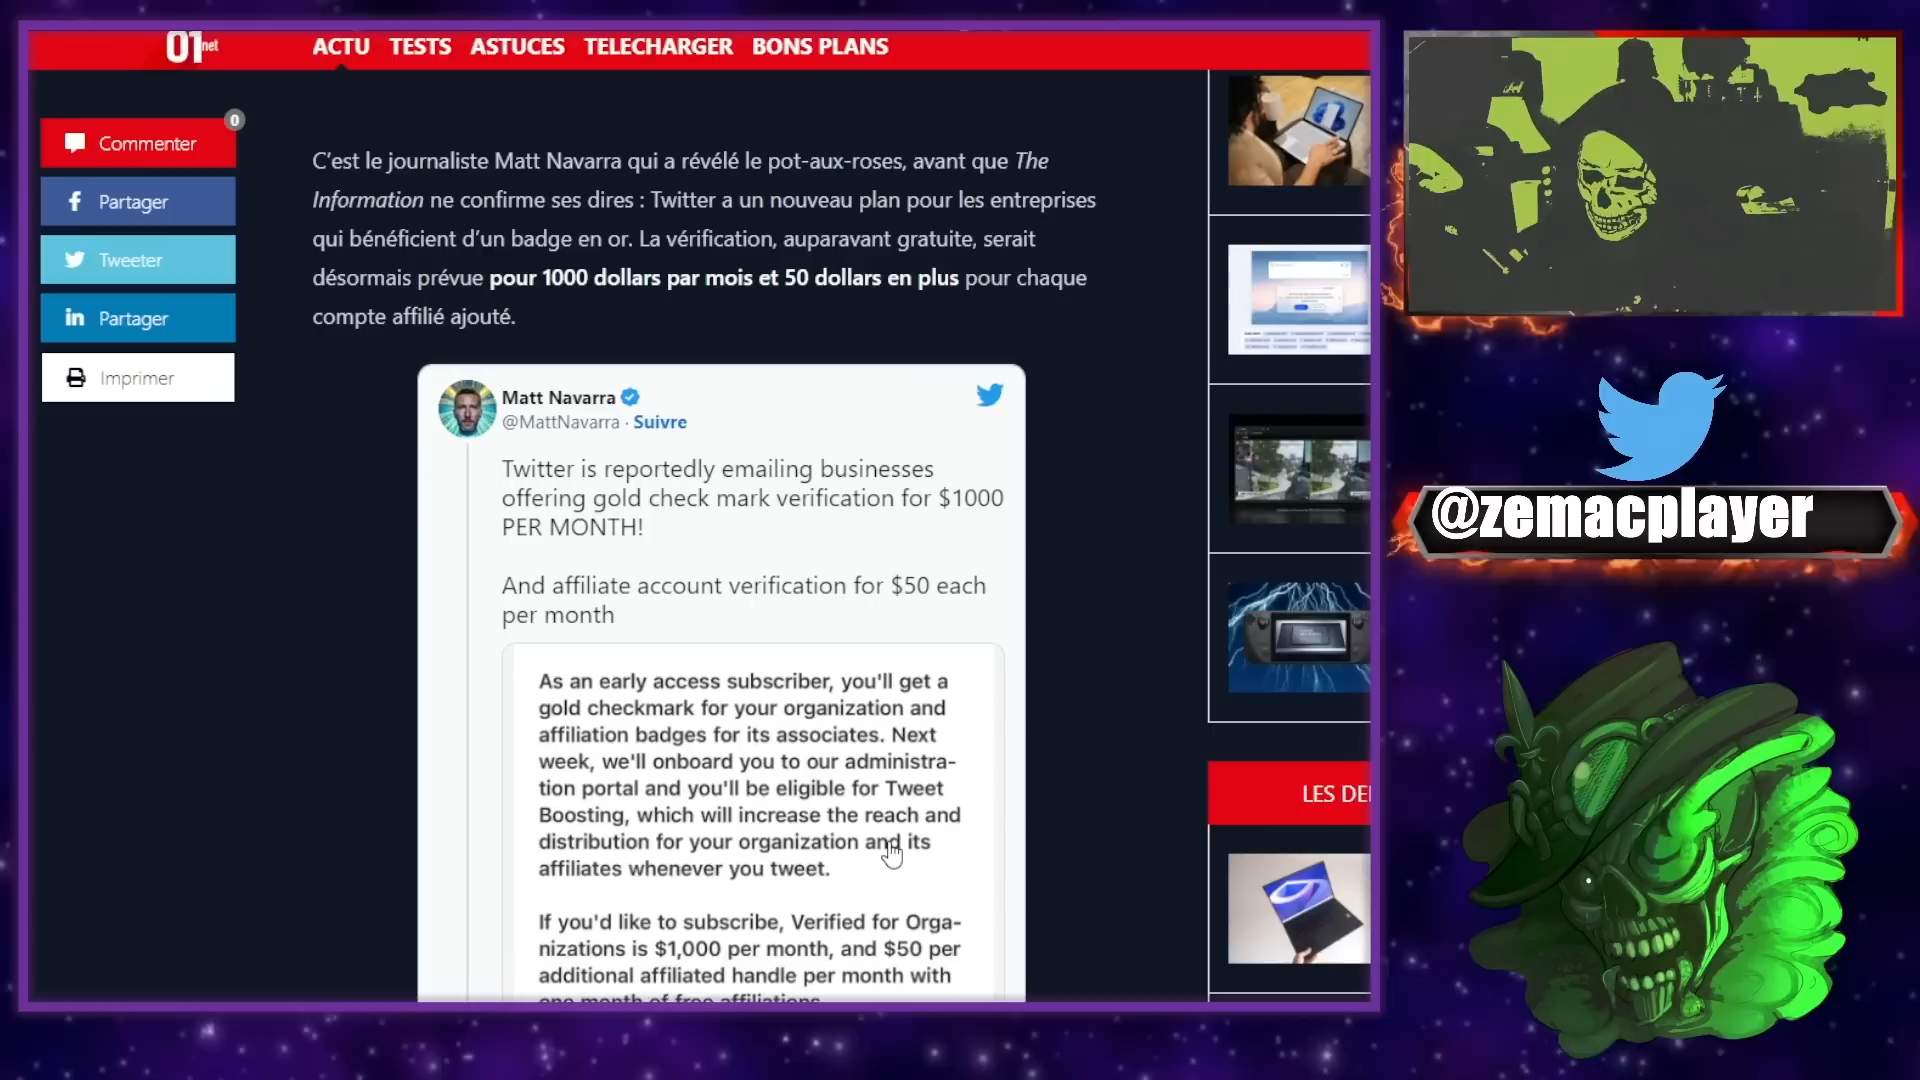 01net
ACTU TESTS ASTUCES TELECHARGER BONS PLANS
0
Commenter
Partager
Tweeter
Partager
Imprimer
C'est le journaliste Matt Navarra qui a révélé le pot-aux-roses, avant que The
Information ne confirme ses dires : Twitter a un nouveau plan pour les entreprises
qui bénéficient d'un badge en or. La vérification, auparavant gratuite, serait
désormais prévue pour 1000 dollars par mois et 50 dollars en plus pour chaque
compte affilié ajouté.
Matt Navarra
@MattNavarra · Suivre
Twitter is reportedly emailing businesses
offering gold check mark verification for $1000
PER MONTH!
And affiliate account verification for $50 each
per month
As an early access subscriber, you'll get a
gold checkmark for your organization and
affiliation badges for its associates. Next
week, we'll onboard you to our administra-
tion portal and you'll be eligible for Tweet
Boosting, which will increase the reach and
distribution for your organization and its
affiliates whenever you tweet.
If you'd like to subscribe, Verified for Orga-
nizations is $1,000 per month, and $50 per
additional affiliated handle per month with
one month of free affiliations
LES DE
@zemacplayer